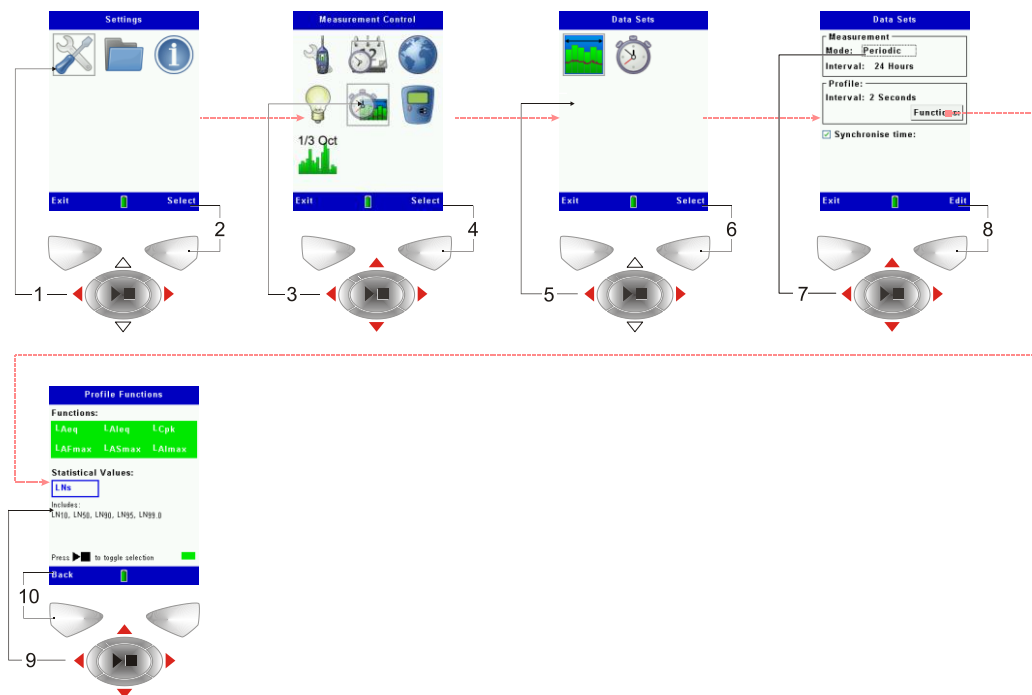 Settings
Exit
Select
1
2
Measurement Control
2
1/3 Oct
Exit
Select
3
4
Data Sets
Exit
Select
5
6
Data Sets
Measurement
Mode: Periodic
Interval: 24 Hours
Profile:
Interval: 2 Seconds
Functions:
Synchronise time:
Exit
Edit
7
8
Profile Functions
Functions:
LAeq LAIeq LCpk
LAFmax LASmax LAImax
Statistical Values:
LNs
Includes:
LN10, LN50, LN90, LN95, LN99.0
Press to toggle selection
Back
10
9